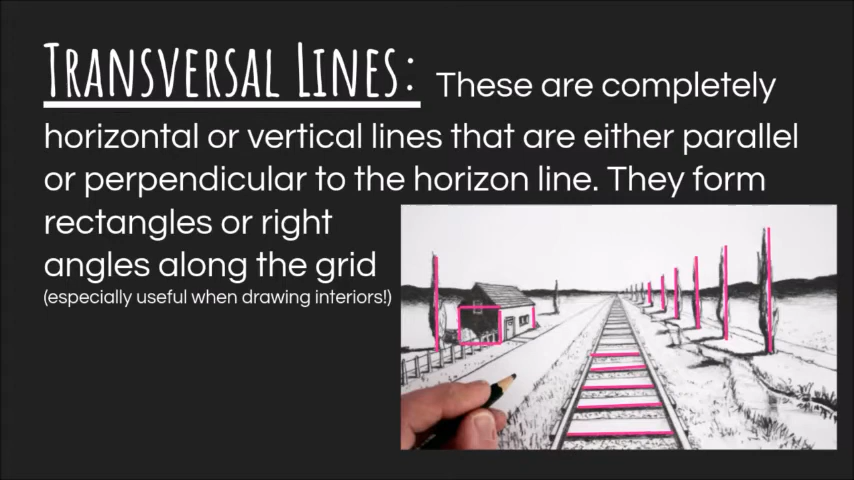 Transversal Lines: These are completely
horizontal or vertical lines that are either parallel
or perpendicular to the horizon line. They form
rectangles or right
angles along the grid
(especially useful when drawing interiors!)